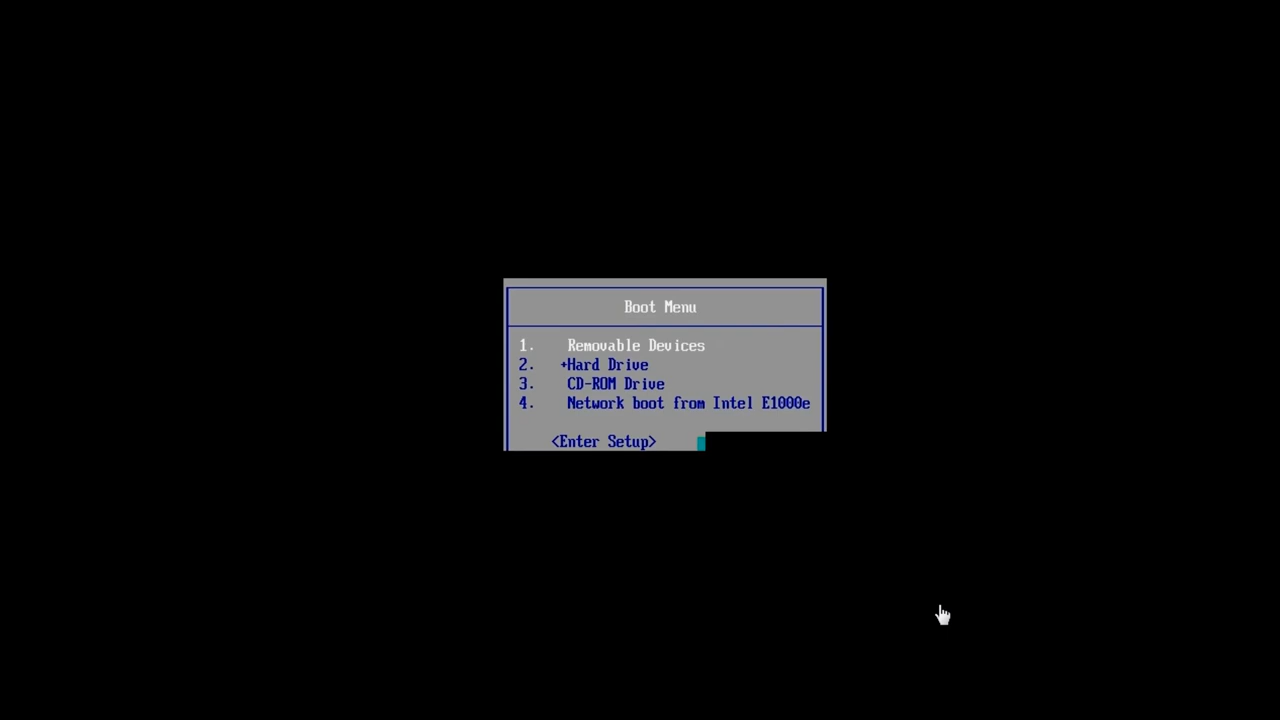 Boot Menu
1. Removable Devices
2. +Hard Drive
3. CD-ROM Drive
4. Network boot from Intel E1000e
<Enter Setup>